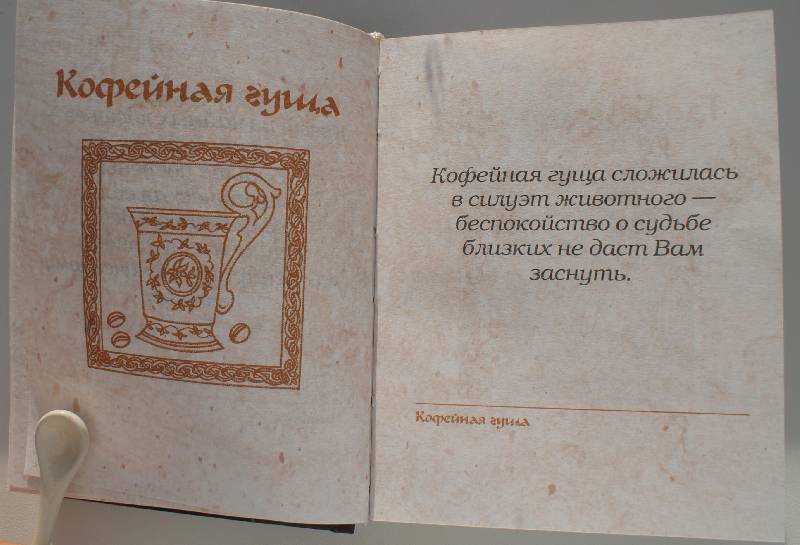 Кофейная гуща
Кофейная гуща сложилась
в силуэт животного —
беспокойство о судьбе
близких не даст Вам
заснуть.
Кофейная гуща